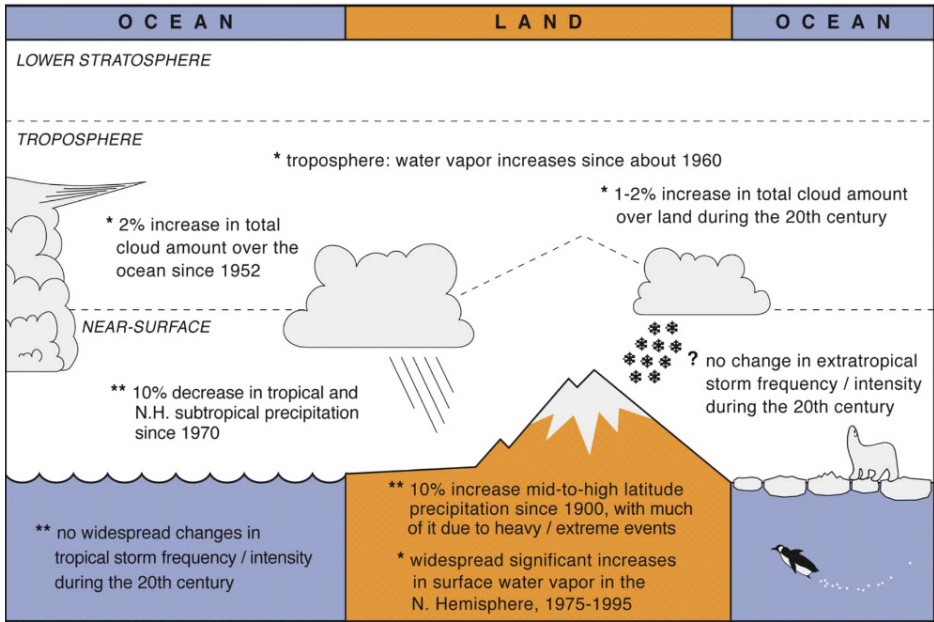 OCEAN LAND OCEAN
LOWER STRATOSPHERE
TROPOSPHERE
* troposphere: water vapor increases since about 1960
* 1-2% increase in total cloud amount
over land during the 20th century
* 2% increase in total
cloud amount over the
ocean since 1952
NEAR-SURFACE
? no change in extratropical
storm frequency / intensity
during the 20th century
** 10% decrease in tropical and
N.H. subtropical precipitation
since 1970
** 10% increase mid-to-high latitude
precipitation since 1900, with much
of it due to heavy / extreme events
** no widespread changes in
tropical storm frequency / intensity
during the 20th century
* widespread significant increases
in surface water vapor in the
N. Hemisphere, 1975-1995